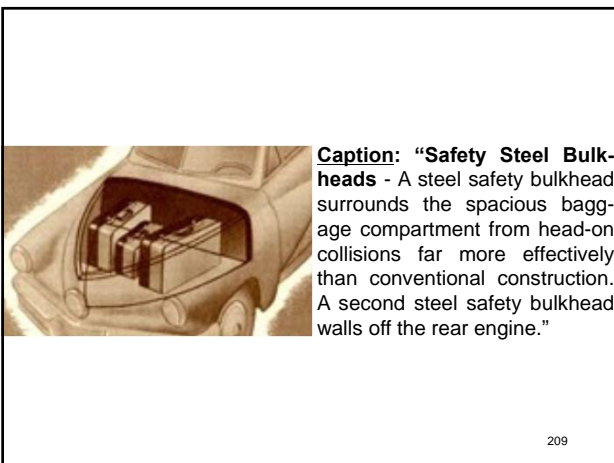 Caption: “Safety Steel Bulk-
heads - A steel safety bulkhead
surrounds the spacious bagg-
age compartment from head-on
collisions far more effectively
than conventional construction.
A second steel safety bulkhead
walls off the rear engine.”
209